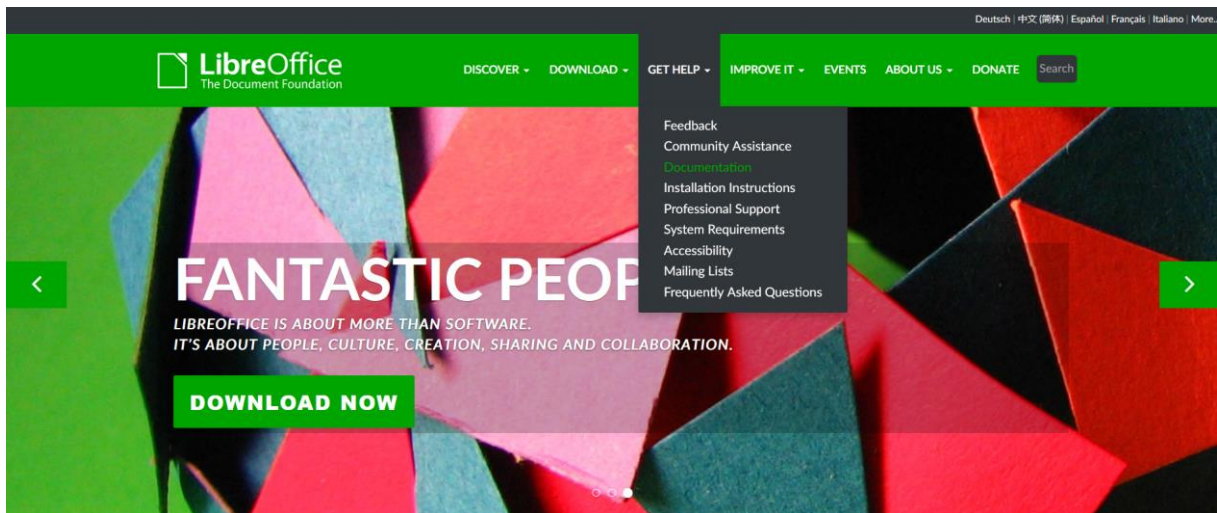 Deutsch | 中文 (简体) | Español | Français | Italiano | More...
LibreOffice
The Document Foundation
DISCOVER DOWNLOAD GET HELP IMPROVE IT EVENTS ABOUT US DONATE Search
Feedback
Community Assistance
Documentation
Installation Instructions
Professional Support
System Requirements
Accessibility
Mailing Lists
Frequently Asked Questions
FANTASTIC PEOP
LIBREOFFICE IS ABOUT MORE THAN SOFTWARE.
IT'S ABOUT PEOPLE, CULTURE, CREATION, SHARING AND COLLABORATION.
DOWNLOAD NOW